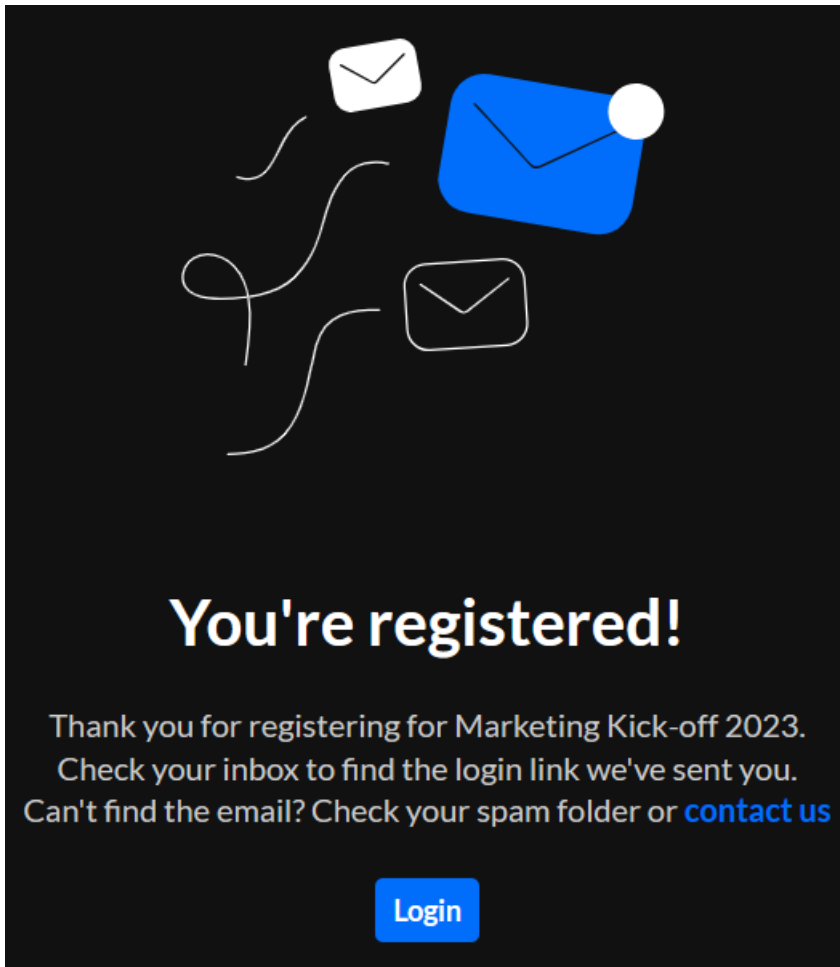 You're registered!
Thank you for registering for Marketing Kick-off 2023.
Check your inbox to find the login link we've sent you.
Can't find the email? Check your spam folder or contact us
Login